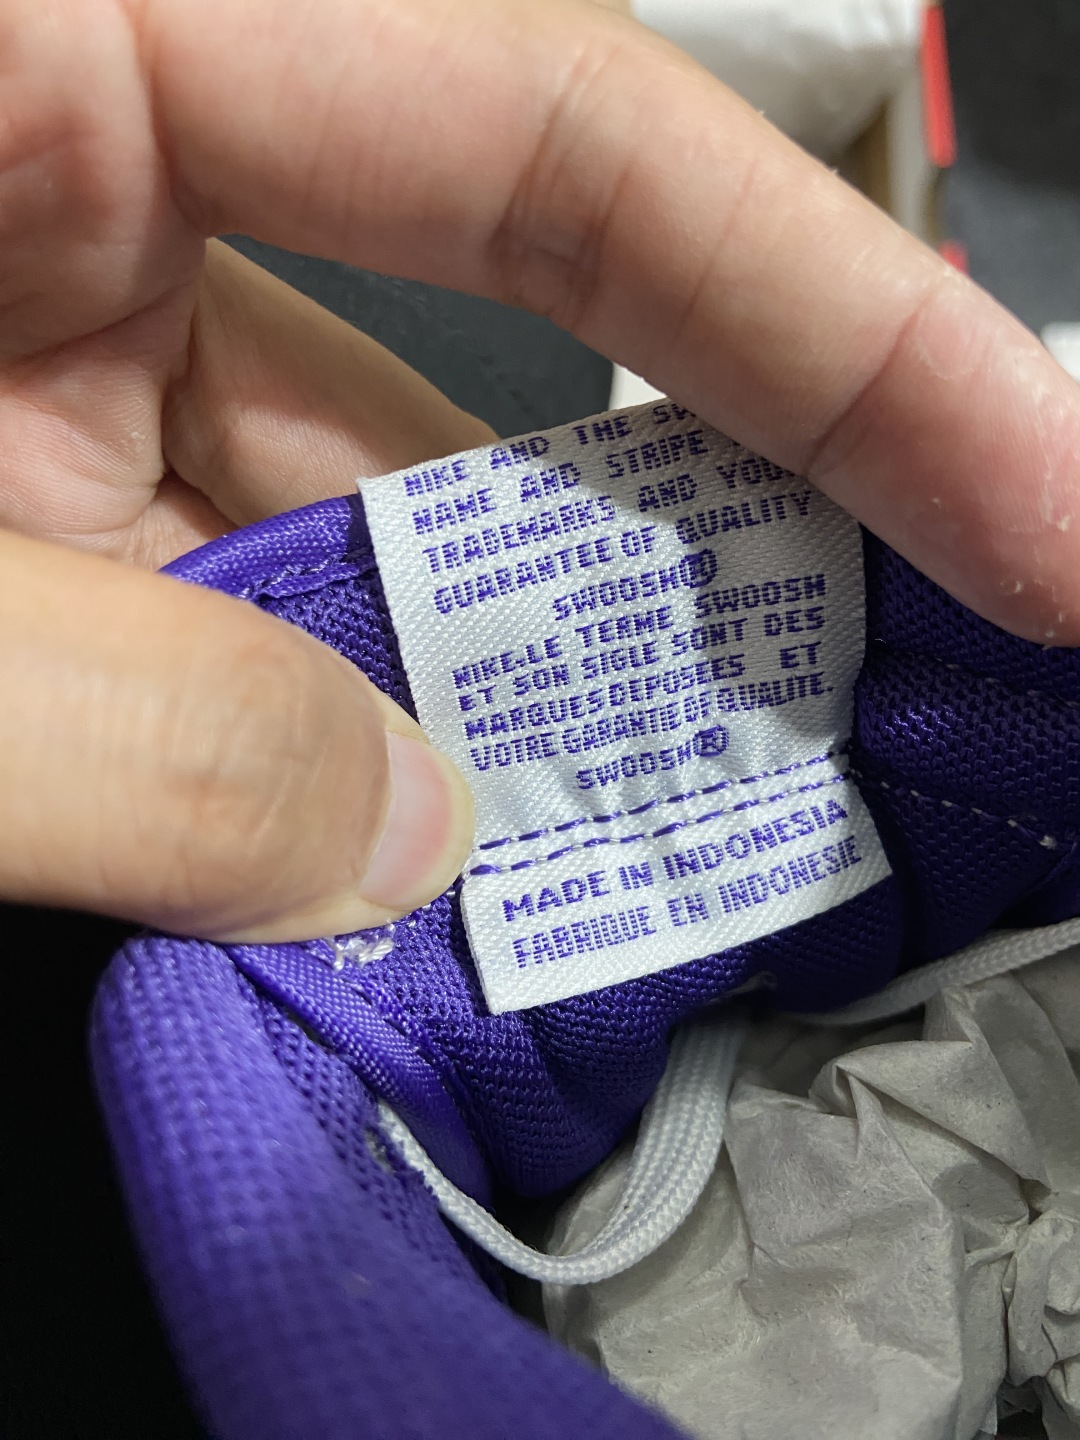 NIKE AND THE
NAME AND STRIPE
TRADEMARKS AND YOUR
GUARANTEE OF QUALITY
SWOOSH®
NIKE-LE TERME SWOOSH
ET SON SIGLE SONT DES
MARQUES DEPOSEES ET
VOTRE GARANTIE DE QUALITE.
SWOOSH®
MADE IN INDONESIA
FABRIQUE EN INDONESIE